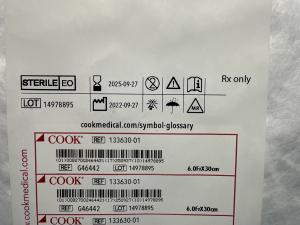 STERILE EO 2025-09-27 Rx only
LOT 14978895 2022-09-27 MR
cookmedical.com/symbol-glossary
COOK® REF 133630-01
REF G46442 LOT 14978895 6.0FrX30cm
COOK® REF 133630-01
REF G46442 LOT 14978895 6.0FrX30cm
COOK® REF 133630-01
www.cookmedical.com